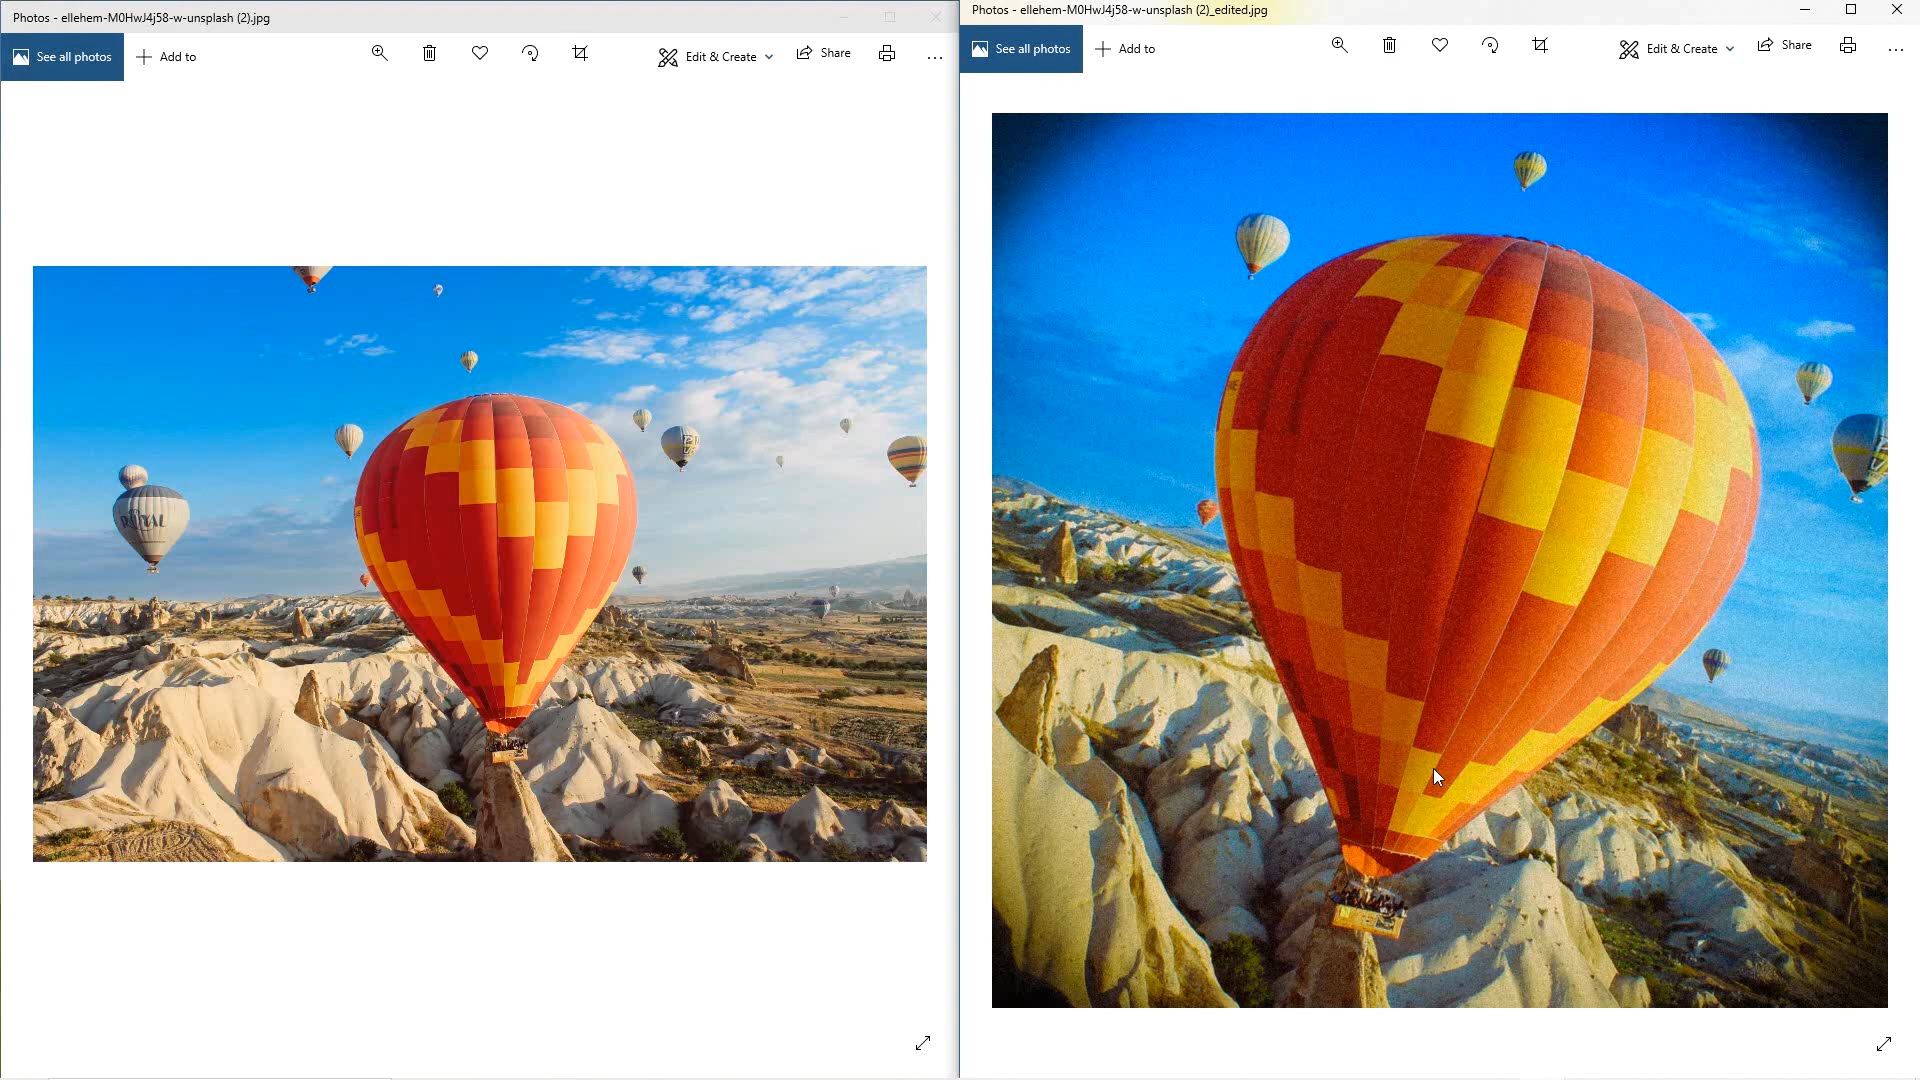 Photos - ellehem-M0HwJ4j58-w-unsplash (2).jpg
See all photos
Add to
Edit & Create
Share
ROYAL
Photos - ellehem-M0HwJ4j58-w-unsplash (2)_edited.jpg
See all photos
Add to
Edit & Create
Share